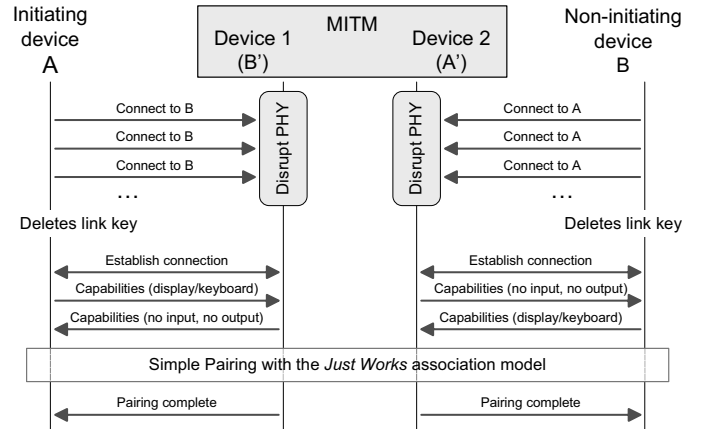 Initiating
device
A
MITM
Device 1
(B')
Device 2
(A')
Non-initiating
device
B
Disrupt PHY
Disrupt PHY
Connect to B
Connect to A
Connect to B
Connect to A
Connect to B
Connect to A
...
...
Deletes link key
Deletes link key
Establish connection
Establish connection
Capabilities (display/keyboard)
Capabilities (no input, no output)
Capabilities (no input, no output)
Capabilities (display/keyboard)
Simple Pairing with the Just Works association model
Pairing complete
Pairing complete